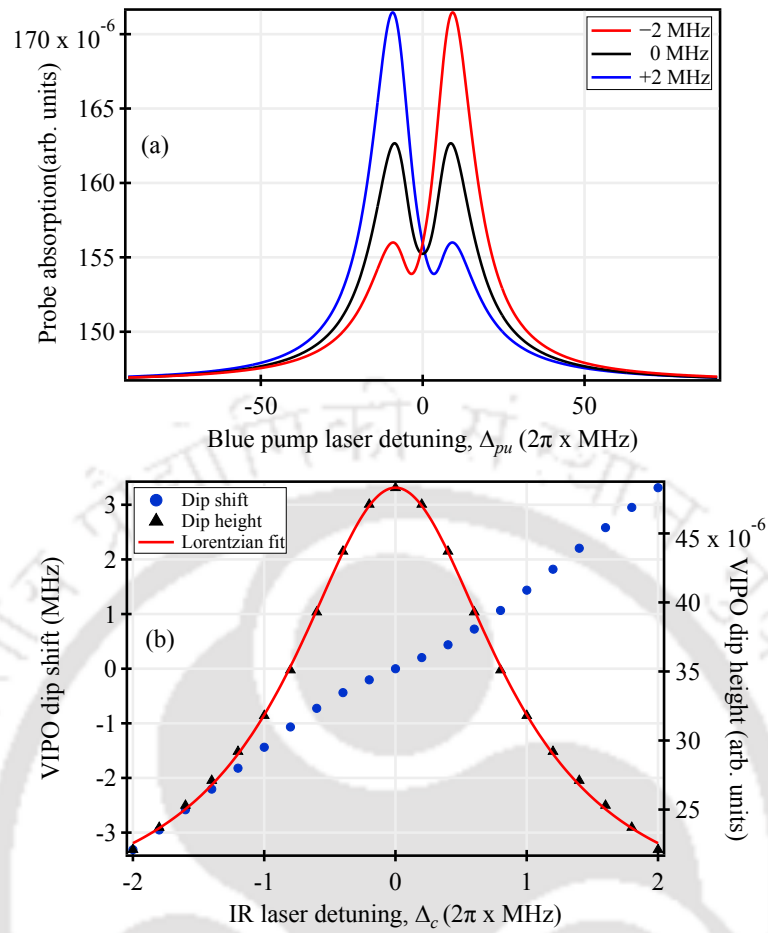 170 x 10⁻⁶
165
160
155
150
Probe absorption(arb. units)
(a)
−2 MHz
0 MHz
+2 MHz
-50
0
50
Blue pump laser detuning, Δpu (2π x MHz)
Dip shift
Dip height
Lorentzian fit
(b)
3
2
1
0
-1
-2
-3
VIPO dip shift (MHz)
45 x 10⁻⁶
40
35
30
25
VIPO dip height (arb. units)
-2
-1
0
1
2
IR laser detuning, Δc (2π x MHz)